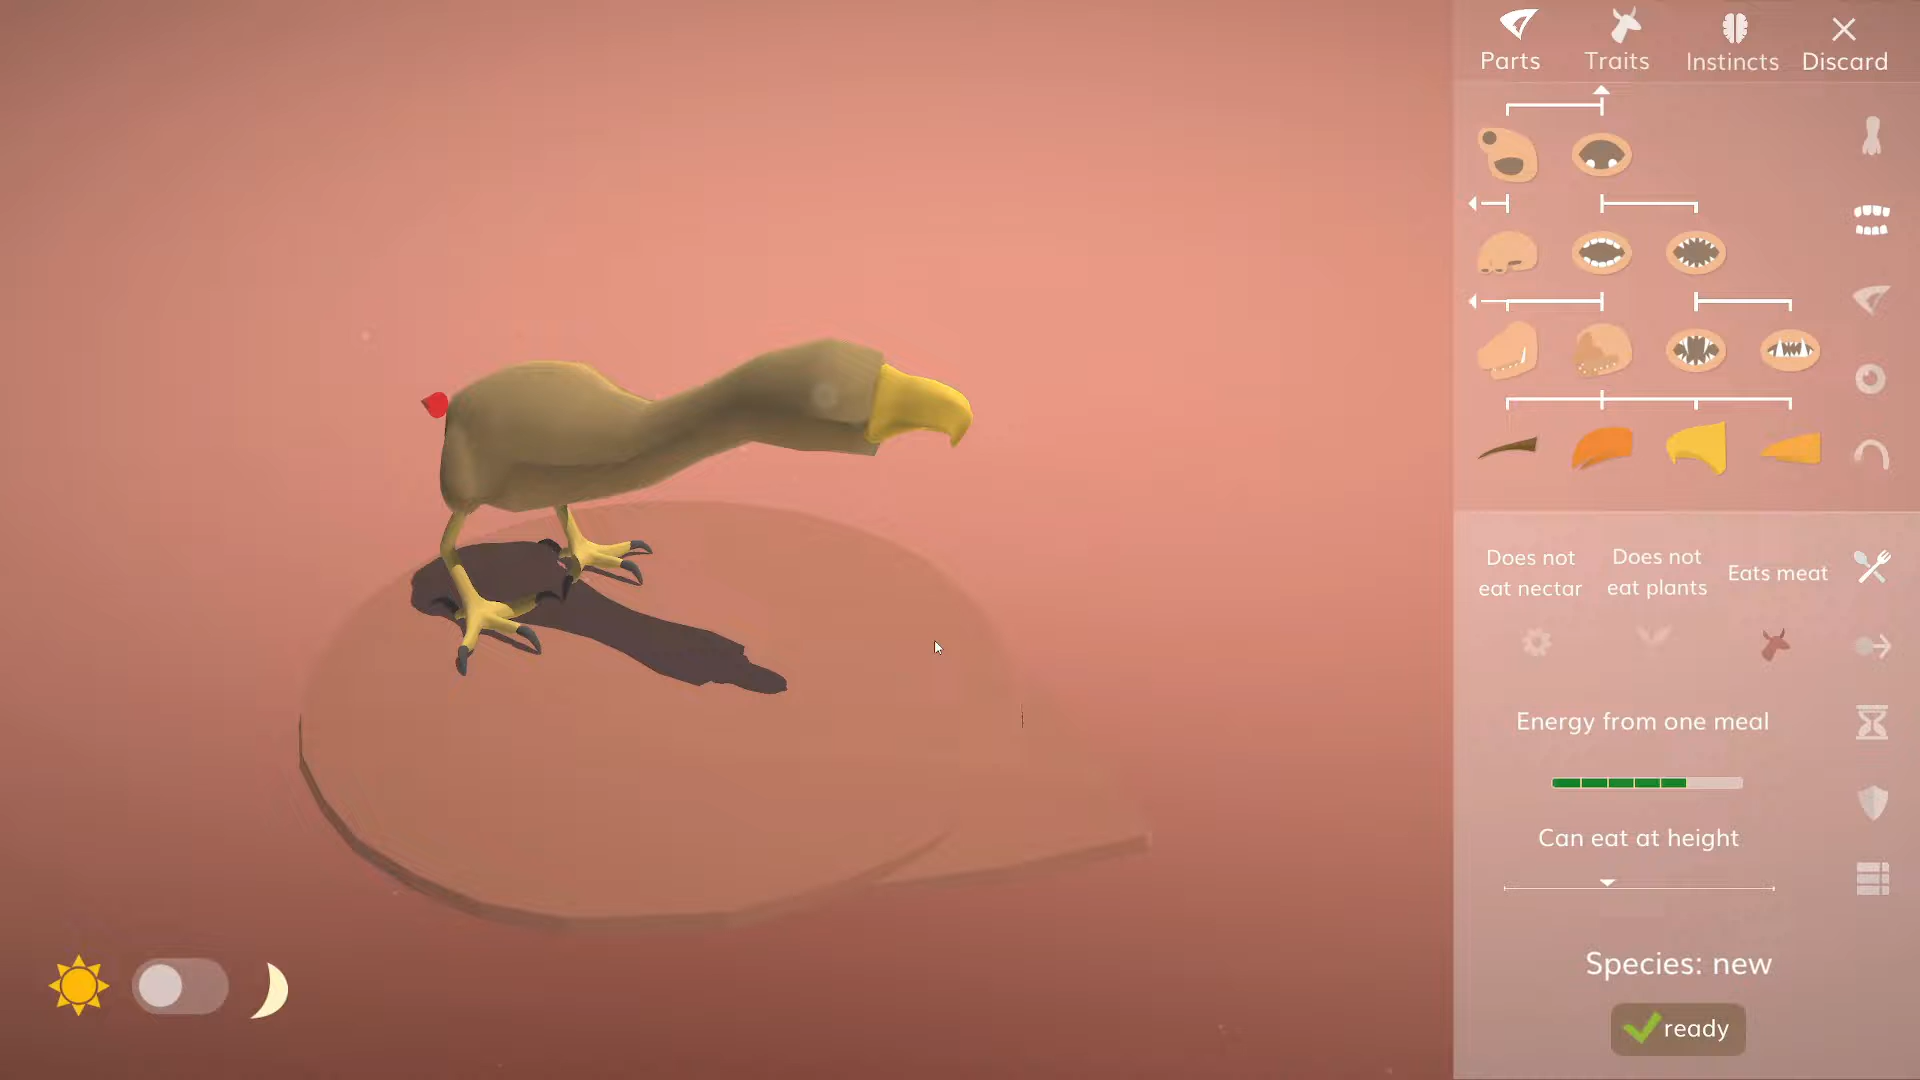 Parts
Traits
Instincts
Discard
Does not
eat nectar
Does not
eat plants
Eats meat
Energy from one meal
Can eat at height
Species: new
ready